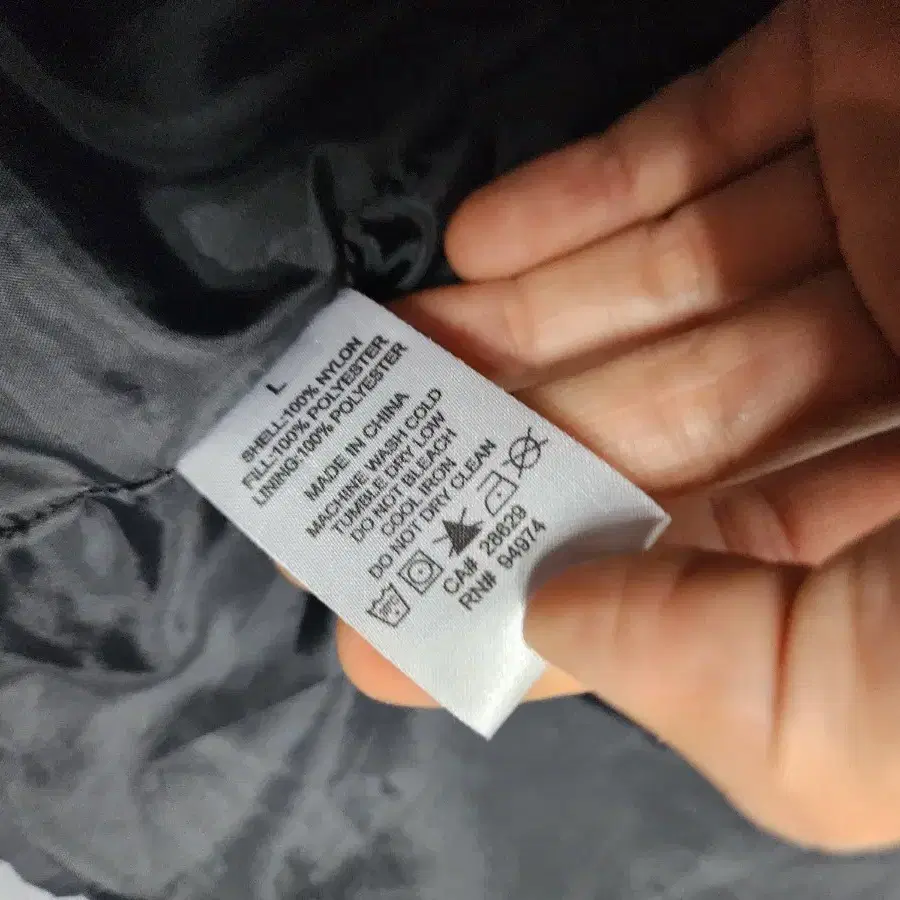 L
SHELL:100% NYLON
FILL:100% POLYESTER
LINING:100% POLYESTER
MADE IN CHINA
MACHINE WASH COLD
TUMBLE DRY LOW
DO NOT BLEACH
COOL IRON
DO NOT DRY CLEAN
CA# 28629
RN# 94974